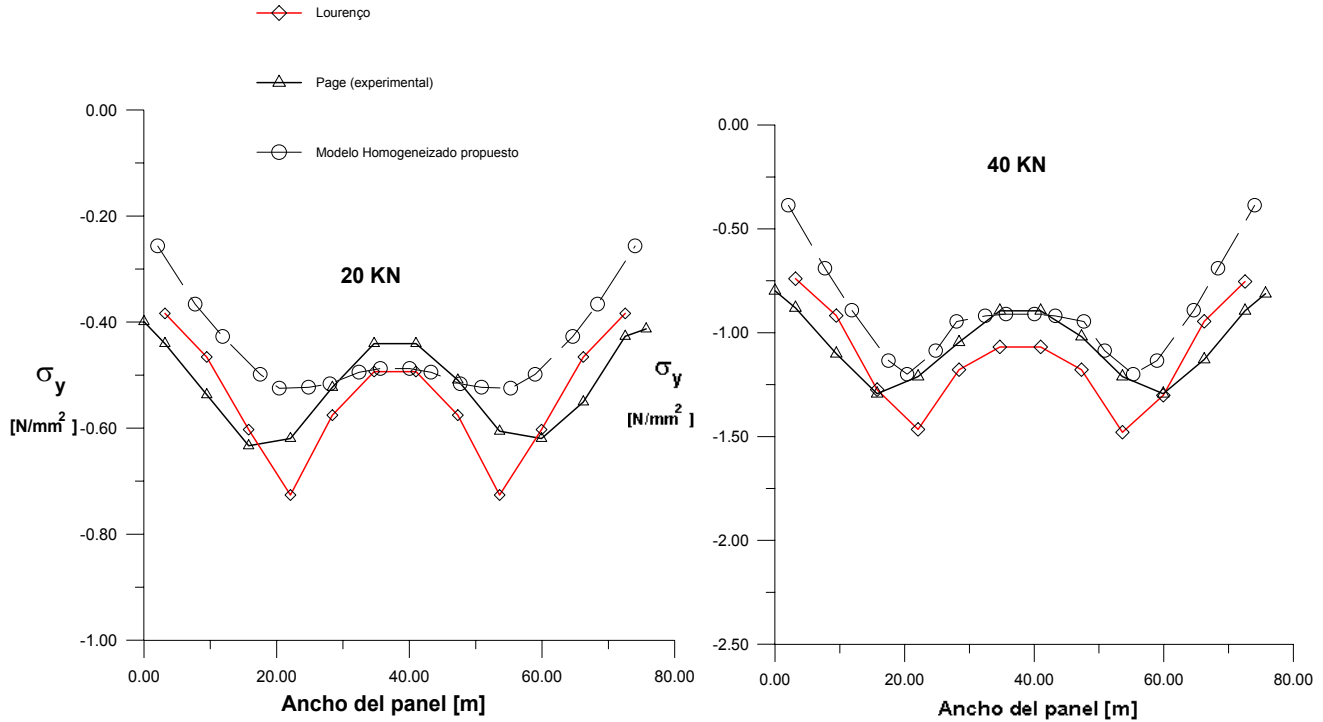 Lourenço
Page (experimental)
Modelo Homogeneizado propuesto
0.00
-0.20
-0.40
-0.60
-0.80
-1.00
σy
[N/mm²]
20 KN
0.00
20.00
40.00
60.00
80.00
Ancho del panel [m]
0.00
-0.50
-1.00
-1.50
-2.00
-2.50
σy
[N/mm²]
40 KN
0.00
20.00
40.00
60.00
80.00
Ancho del panel [m]